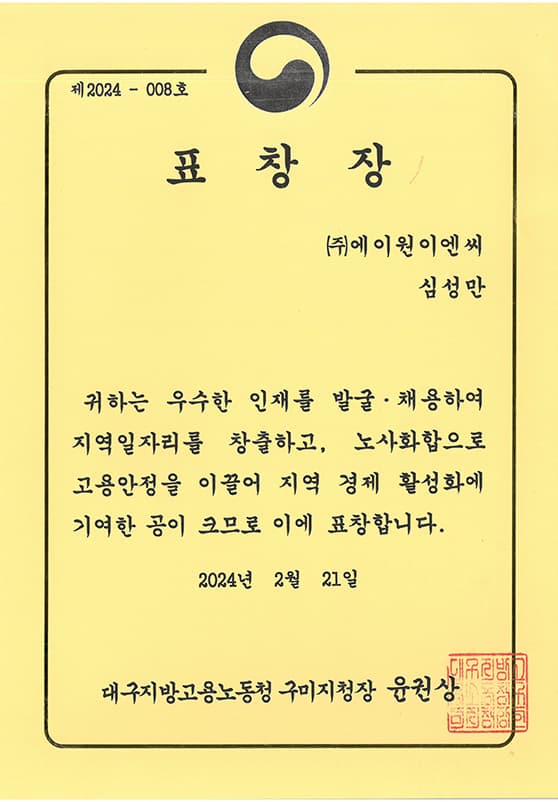 제2024 - 008호
표 창 장
㈜에이원이엔씨
심성만
귀하는 우수한 인재를 발굴·채용하여
지역일자리를 창출하고, 노사화합으로
고용안정을 이끌어 지역 경제 활성화에
기여한 공이 크므로 이에 표창합니다.
2024년 2월 21일
대구지방고용노동청 구미지청장 윤권상